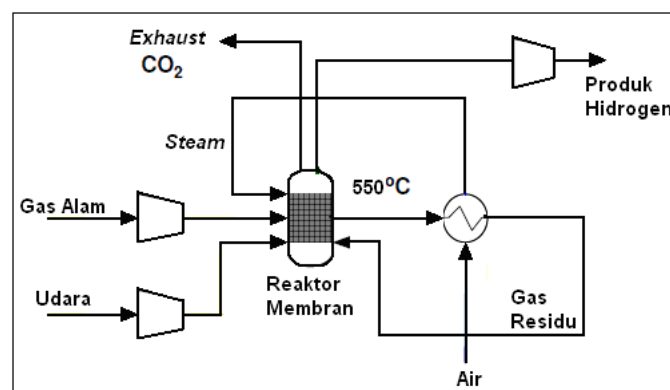 Exhaust
CO₂
Produk
Hidrogen
Steam
550°C
Gas Alam
Reaktor
Membran
Udara
Gas
Residu
Air